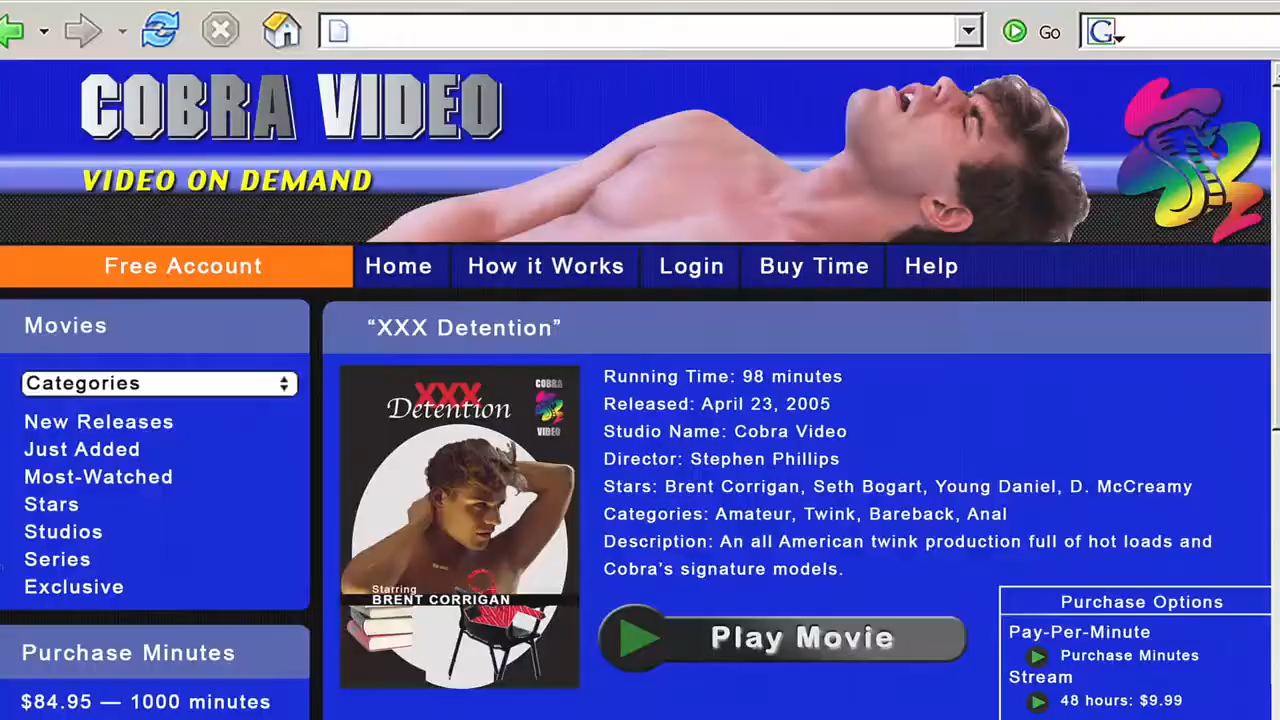 Go
G
COBRA VIDEO
VIDEO ON DEMAND
Free Account
Home
How it Works
Login
Buy Time
Help
Movies
Categories
New Releases
Just Added
Most-Watched
Stars
Studios
Series
Exclusive
Purchase Minutes
$84.95 — 1000 minutes
“XXX Detention”
XXX
Detention
COBRA
VIDEO
Starring
BRENT CORRIGAN
Running Time: 98 minutes
Released: April 23, 2005
Studio Name: Cobra Video
Director: Stephen Phillips
Stars: Brent Corrigan, Seth Bogart, Young Daniel, D. McCreamy
Categories: Amateur, Twink, Bareback, Anal
Description: An all American twink production full of hot loads and
Cobra’s signature models.
Play Movie
Purchase Options
Pay-Per-Minute
Purchase Minutes
Stream
48 hours: $9.99